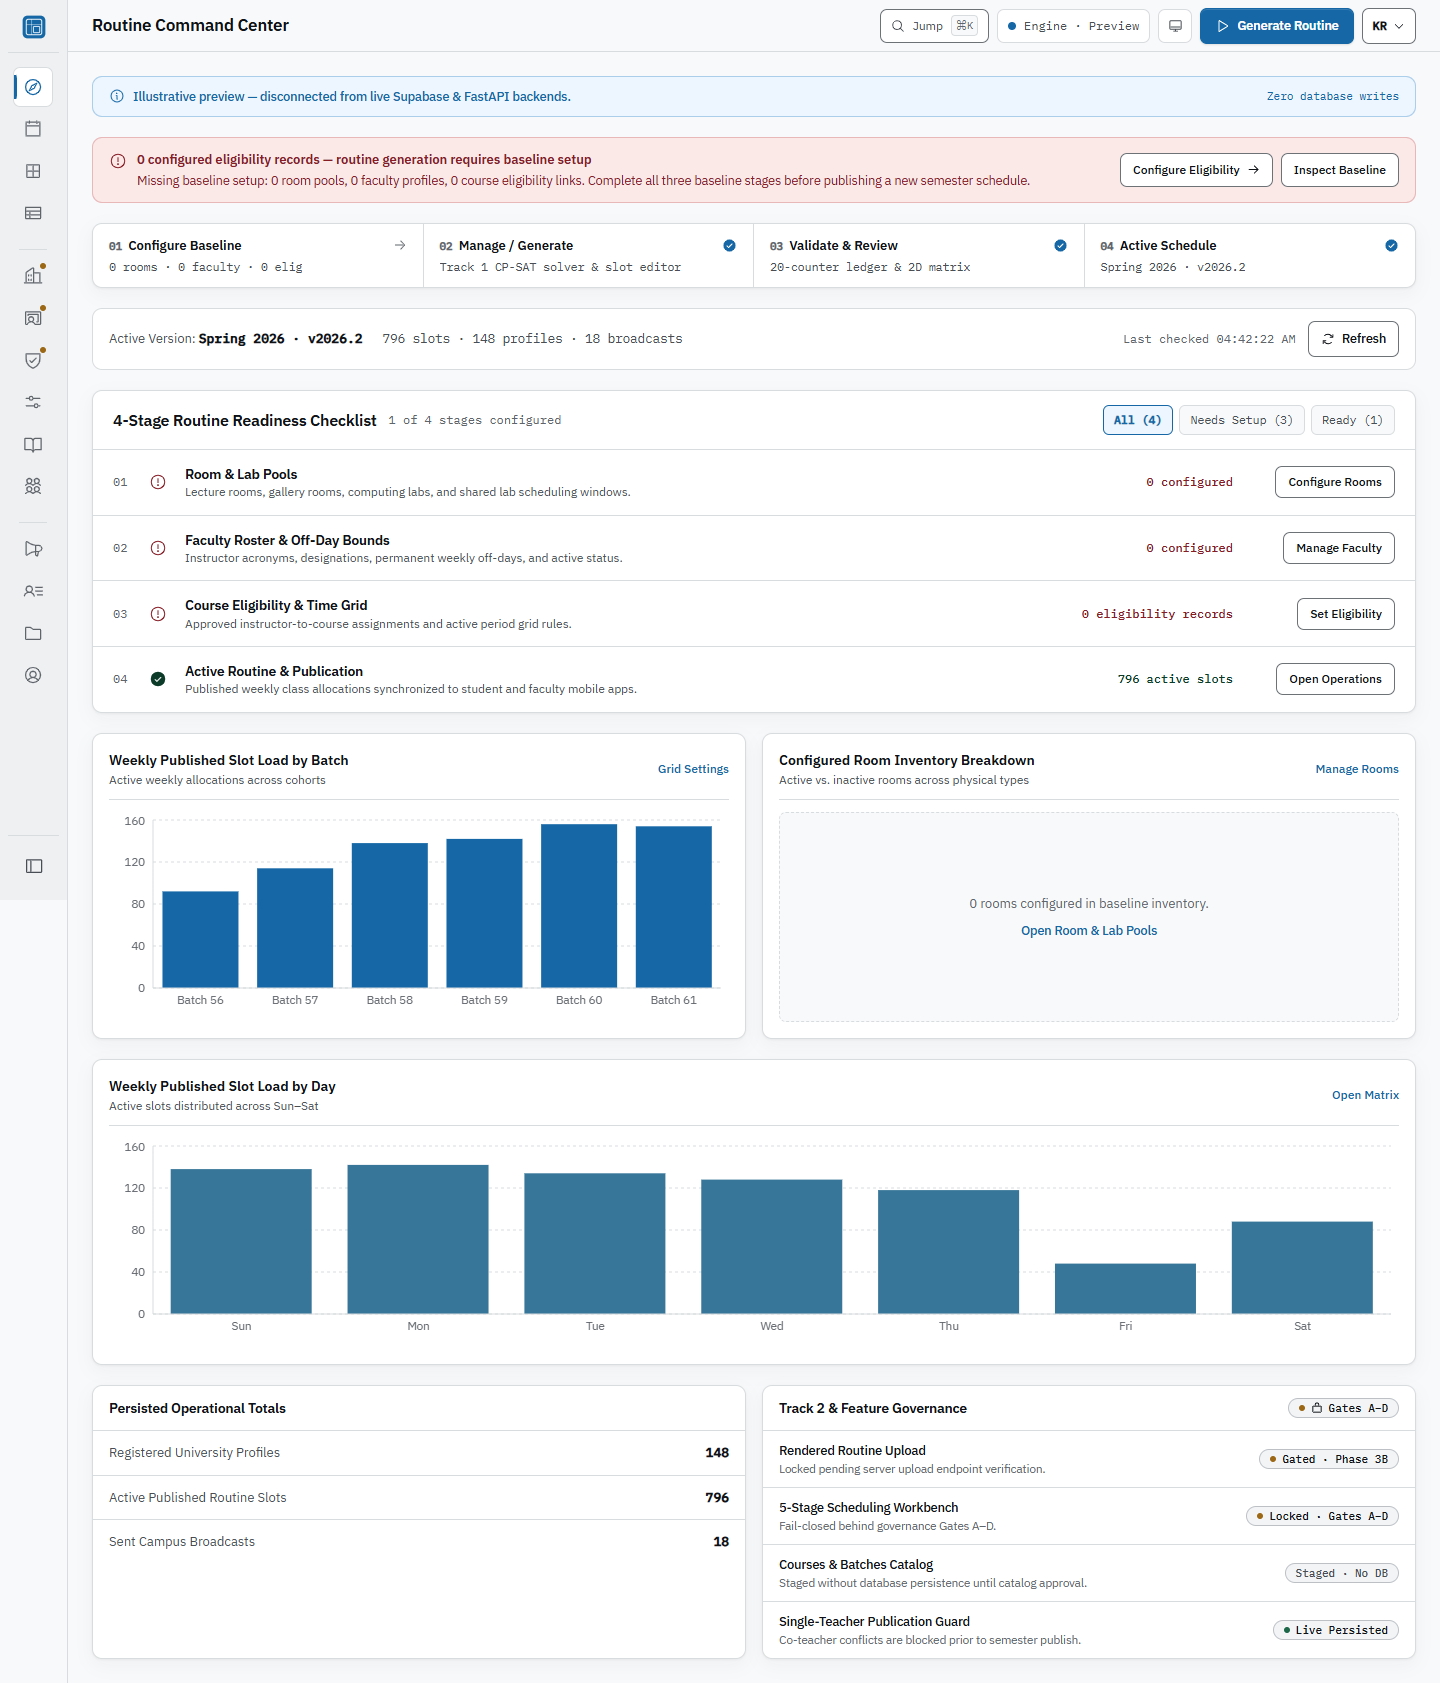 Routine Command Center
Jump ⌘K
Engine · Preview
Generate Routine
KR
Illustrative preview — disconnected from live Supabase & FastAPI backends.
Zero database writes
0 configured eligibility records — routine generation requires baseline setup
Missing baseline setup: 0 room pools, 0 faculty profiles, 0 course eligibility links. Complete all three baseline stages before publishing a new semester schedule.
Configure Eligibility →
Inspect Baseline
01 Configure Baseline →
0 rooms · 0 faculty · 0 elig
02 Manage / Generate
Track 1 CP-SAT solver & slot editor
03 Validate & Review
20-counter ledger & 2D matrix
04 Active Schedule
Spring 2026 · v2026.2
Active Version: Spring 2026 · v2026.2 796 slots · 148 profiles · 18 broadcasts
Last checked 04:42:22 AM
Refresh
4-Stage Routine Readiness Checklist 1 of 4 stages configured
All (4)
Needs Setup (3)
Ready (1)
01
Room & Lab Pools
Lecture rooms, gallery rooms, computing labs, and shared lab scheduling windows.
0 configured
Configure Rooms
02
Faculty Roster & Off-Day Bounds
Instructor acronyms, designations, permanent weekly off-days, and active status.
0 configured
Manage Faculty
03
Course Eligibility & Time Grid
Approved instructor-to-course assignments and active period grid rules.
0 eligibility records
Set Eligibility
04
Active Routine & Publication
Published weekly class allocations synchronized to student and faculty mobile apps.
796 active slots
Open Operations
Weekly Published Slot Load by Batch
Active weekly allocations across cohorts
Grid Settings
160
120
80
40
0
Batch 56 Batch 57 Batch 58 Batch 59 Batch 60 Batch 61
Configured Room Inventory Breakdown
Active vs. inactive rooms across physical types
Manage Rooms
0 rooms configured in baseline inventory.
Open Room & Lab Pools
Weekly Published Slot Load by Day
Active slots distributed across Sun–Sat
Open Matrix
160
120
80
40
0
Sun Mon Tue Wed Thu Fri Sat
Persisted Operational Totals
Registered University Profiles 148
Active Published Routine Slots 796
Sent Campus Broadcasts 18
Track 2 & Feature Governance
Gates A–D
Rendered Routine Upload
Locked pending server upload endpoint verification.
Gated · Phase 3B
5-Stage Scheduling Workbench
Fail-closed behind governance Gates A–D.
Locked · Gates A–D
Courses & Batches Catalog
Staged without database persistence until catalog approval.
Staged · No DB
Single-Teacher Publication Guard
Co-teacher conflicts are blocked prior to semester publish.
Live Persisted